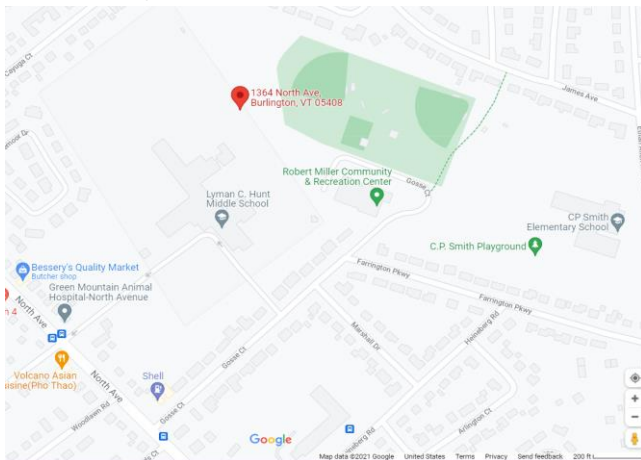 Cayuga Ct
1364 North Ave,
Burlington, VT 05408
James Ave
Robert Miller Community
& Recreation Center
Gosse Ct
Lyman C. Hunt
Middle School
CP Smith
Elementary School
C.P. Smith Playground
Farrington Pkwy
Farrington Pkwy
Bessery's Quality Market
Butcher shop
Green Mountain Animal
Hospital-North Avenue
North Ave
n 4
Marshall Dr
Heineberg Rd
Gosse Ct
Volcano Asian
uisine(Pho Thao)
North Ave
Shell
Woodlawn Rd
Gosse Ct
Arlington Ct
eberg Rd
Google
Map data ©2021 Google United States Terms Privacy Send feedback 200 ft